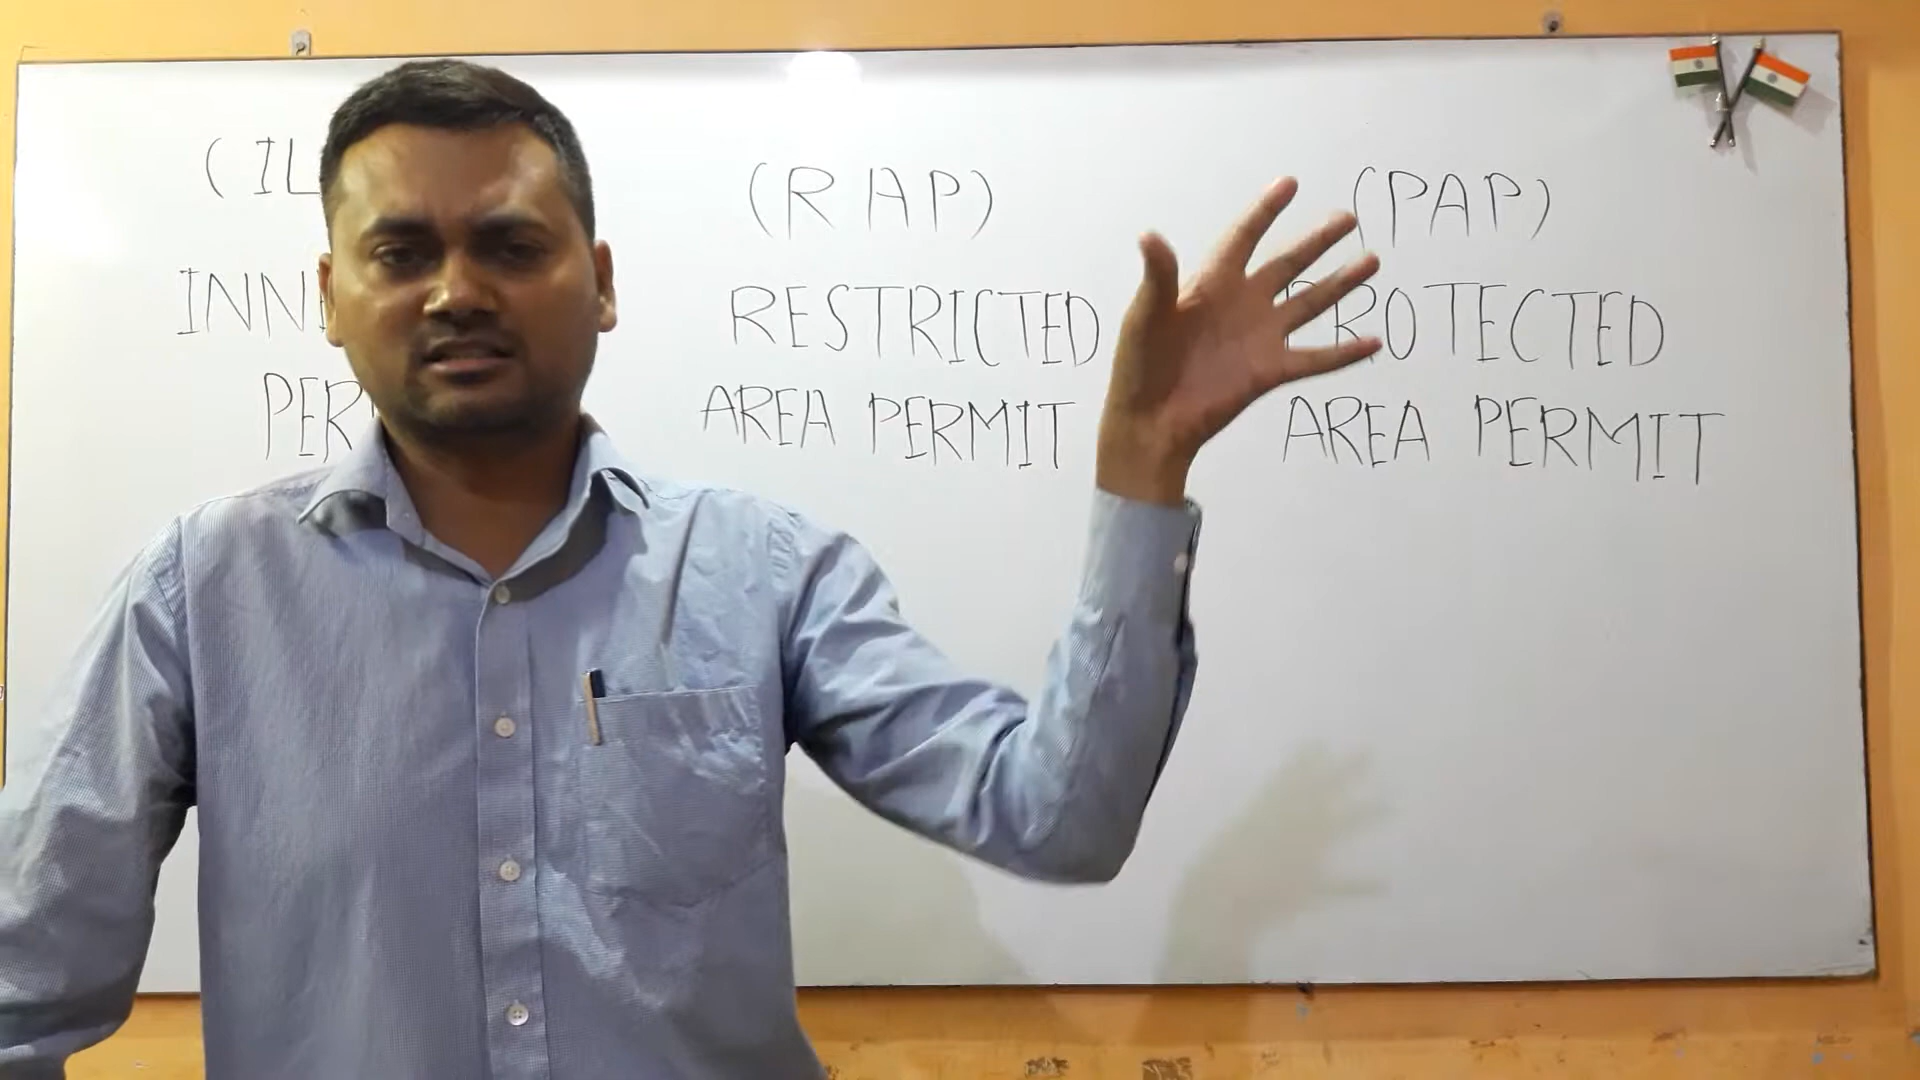 (RAP)
RESTRICTED
AREA PERMIT
(PAP)
PROTECTED
AREA PERMIT